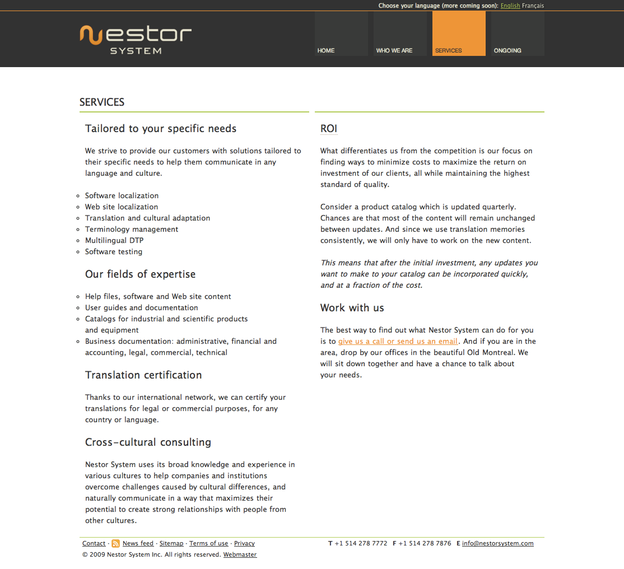 Choose your language (more coming soon): English Français
nestor
SYSTEM
HOME
WHO WE ARE
SERVICES
ONGOING
SERVICES
Tailored to your specific needs
We strive to provide our customers with solutions tailored to
their specific needs to help them communicate in any
language and culture.
Software localization
Web site localization
Translation and cultural adaptation
Terminology management
Multilingual DTP
Software testing
Our fields of expertise
Help files, software and Web site content
User guides and documentation
Catalogs for industrial and scientific products
and equipment
Business documentation: administrative, financial and
accounting, legal, commercial, technical
Translation certification
Thanks to our international network, we can certify your
translations for legal or commercial purposes, for any
country or language.
Cross-cultural consulting
Nestor System uses its broad knowledge and experience in
various cultures to help companies and institutions
overcome challenges caused by cultural differences, and
naturally communicate in a way that maximizes their
potential to create strong relationships with people from
other cultures.
ROI
What differentiates us from the competition is our focus on
finding ways to minimize costs to maximize the return on
investment of our clients, all while maintaining the highest
standard of quality.
Consider a product catalog which is updated quarterly.
Chances are that most of the content will remain unchanged
between updates. And since we use translation memories
consistently, we will only have to work on the new content.
This means that after the initial investment, any updates you
want to make to your catalog can be incorporated quickly,
and at a fraction of the cost.
Work with us
The best way to find out what Nestor System can do for you
is to give us a call or send us an email. And if you are in the
area, drop by our offices in the beautiful Old Montreal. We
will sit down together and have a chance to talk about
your needs.
Contact · News feed · Sitemap · Terms of use · Privacy
© 2009 Nestor System Inc. All rights reserved. Webmaster
T +1 514 278 7772 F +1 514 278 7876 E info@nestorsystem.com